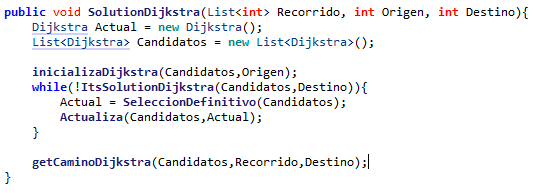 public void SolutionDijkstra(List<int> Recorrido, int Origen, int Destino){
    Dijkstra Actual = new Dijkstra();
    List<Dijkstra> Candidatos = new List<Dijkstra>();

    inicializaDijkstra(Candidatos,Origen);
    while(!ItsSolutionDijkstra(Candidatos,Destino)){
        Actual = SeleccionDefinitivo(Candidatos);
        Actualiza(Candidatos,Actual);
    }

    getCaminoDijkstra(Candidatos,Recorrido,Destino);
}